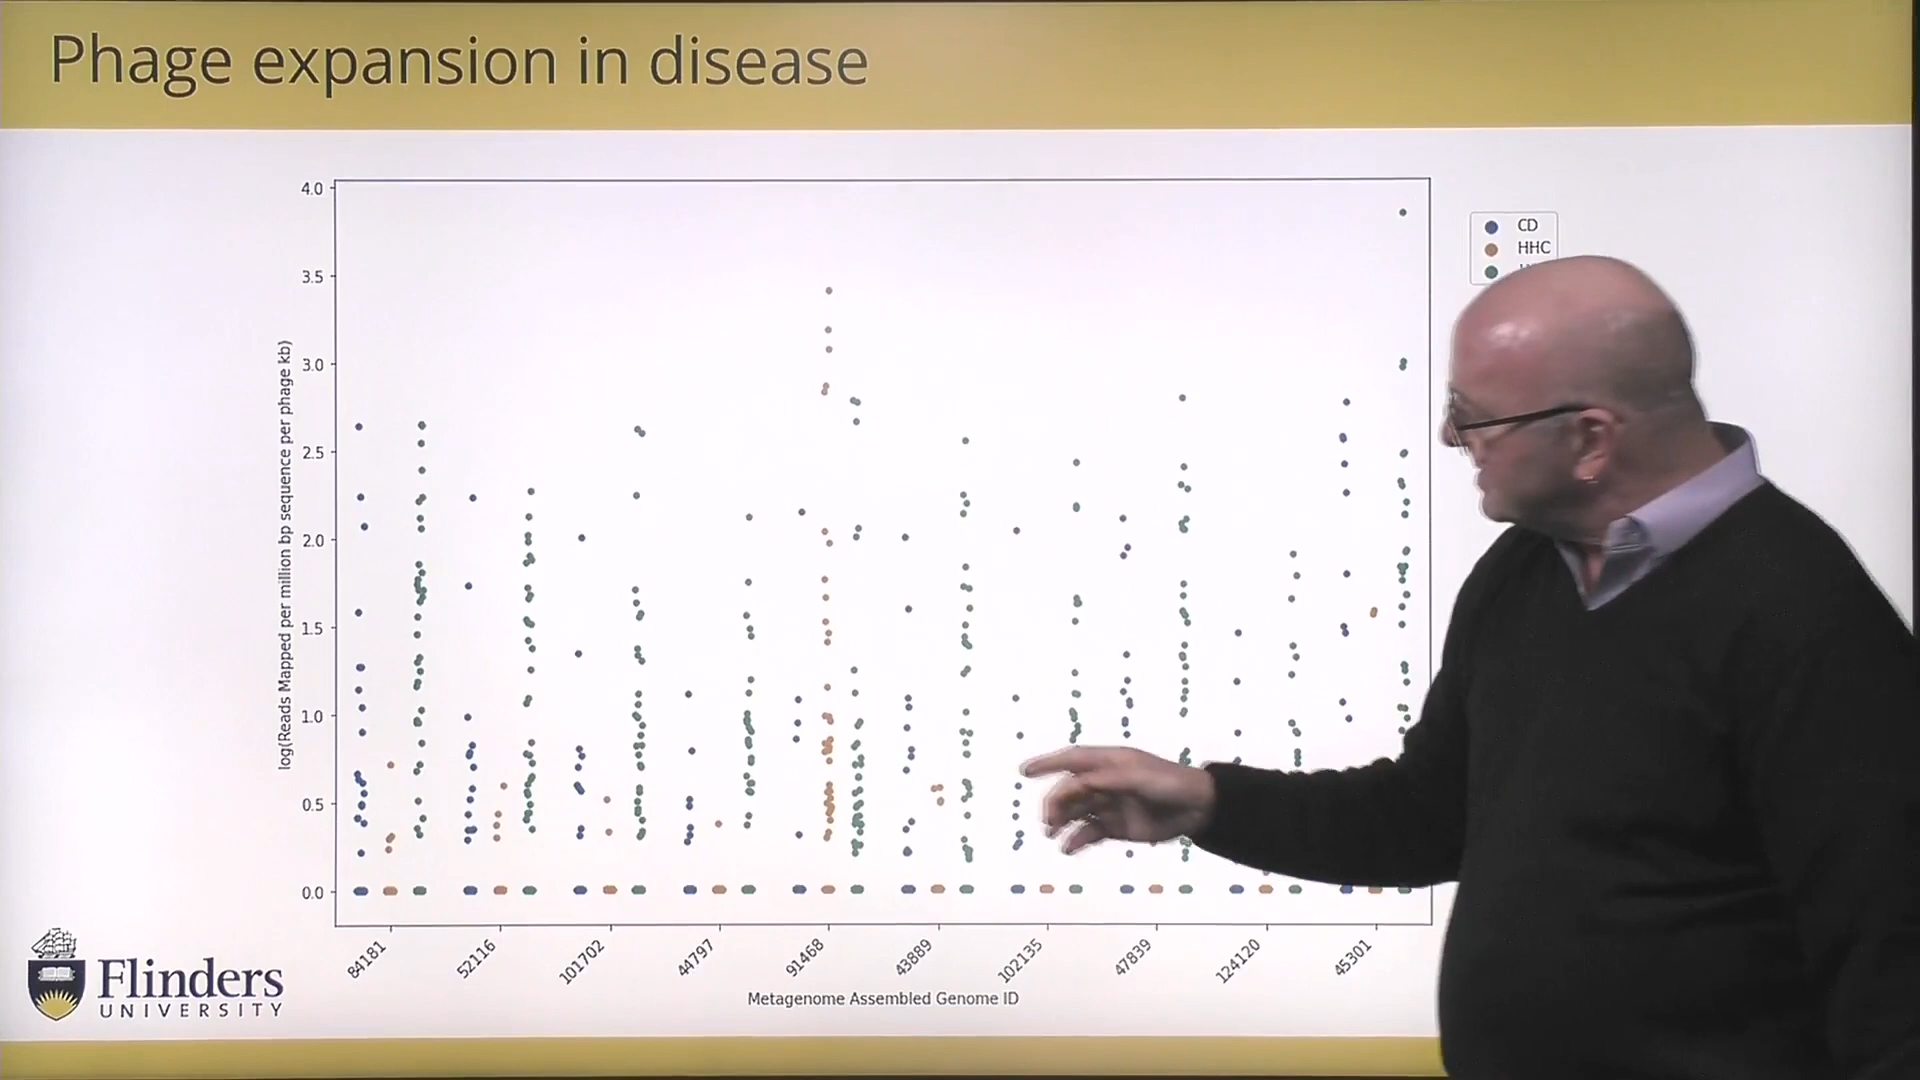 Phage expansion in disease
4.0
3.5
3.0
2.5
2.0
1.5
1.0
0.5
0.0
log(Reads Mapped per million bp sequence per phage kb)
CD
HHC
84181
52116
101702
44797
91468
43889
102135
47839
124120
45301
Metagenome Assembled Genome ID
Flinders
UNIVERSITY